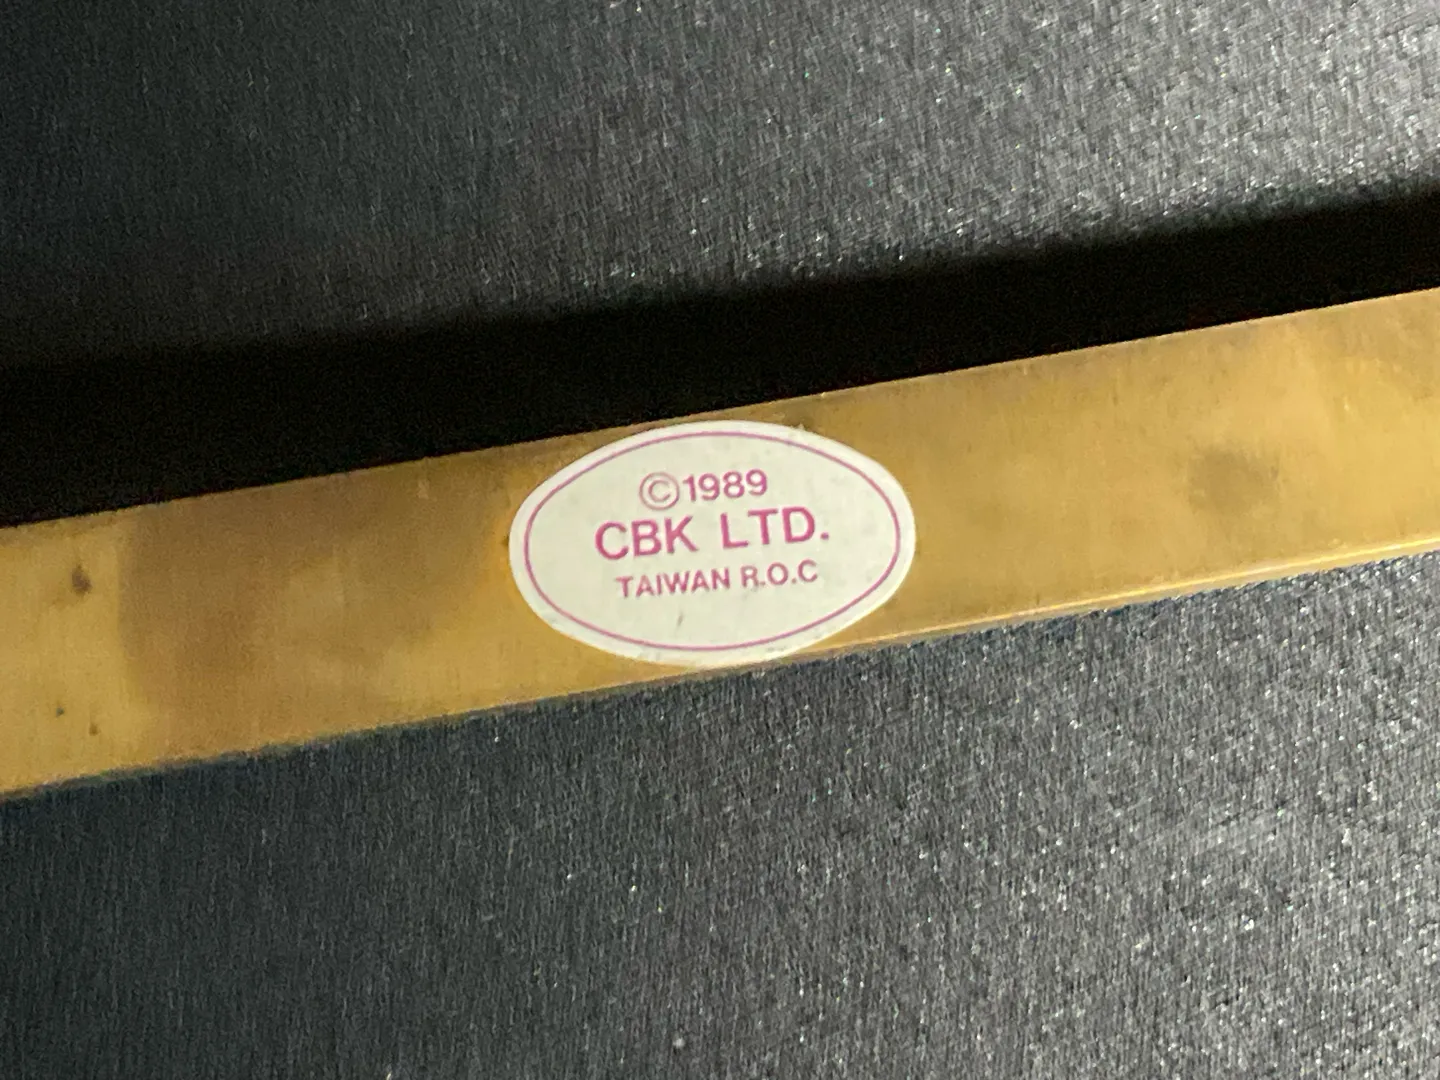 ©1989
CBK LTD.
TAIWAN R.O.C